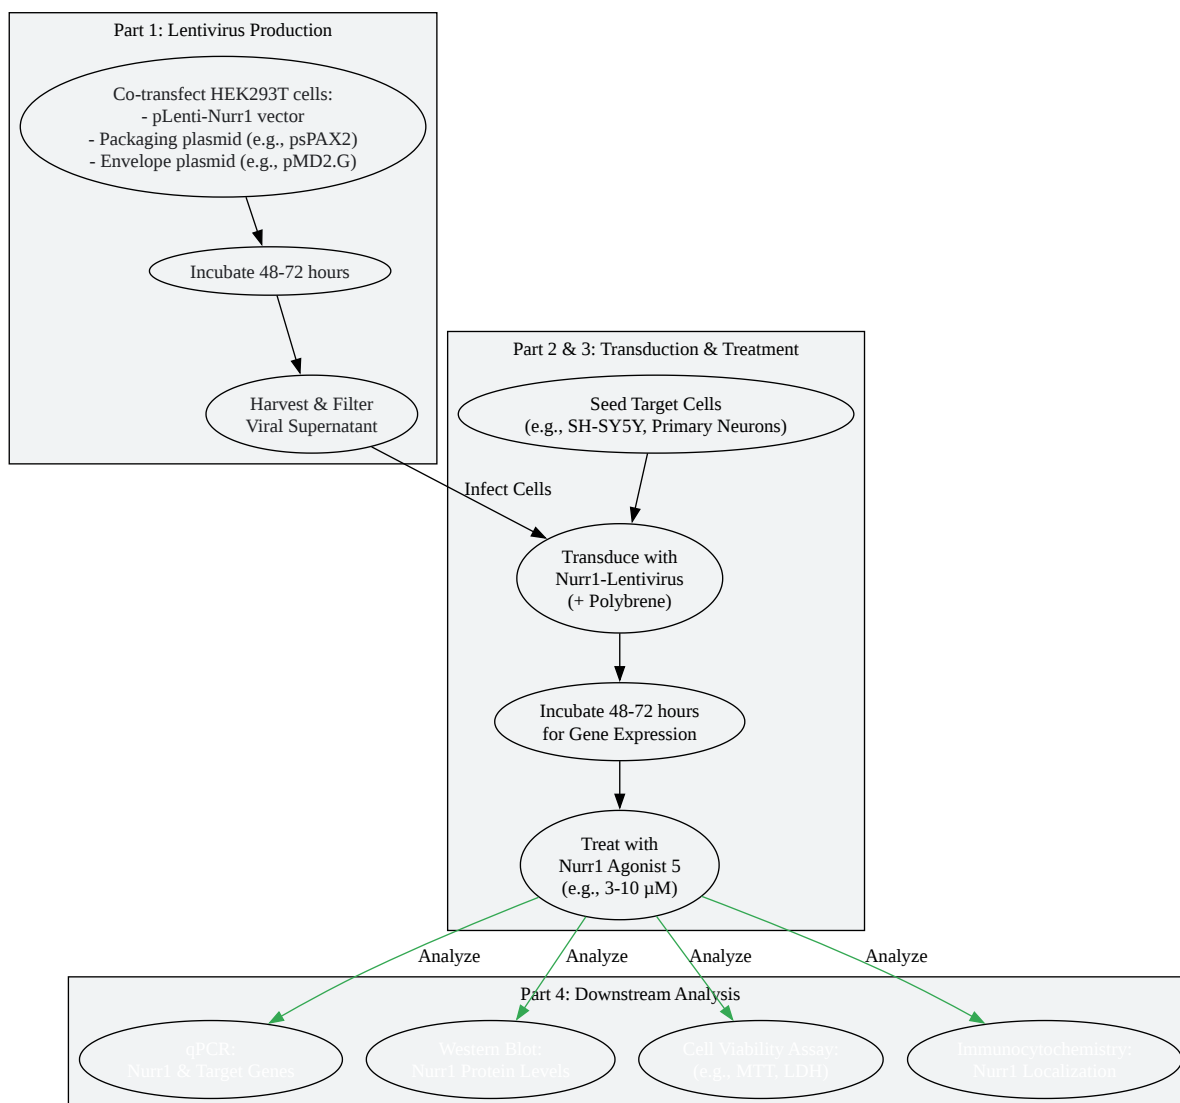 Part 1: Lentivirus Production
Co-transfect HEK293T cells:
- pLenti-Nurr1 vector
- Packaging plasmid (e.g., psPAX2)
- Envelope plasmid (e.g., pMD2.G)
Incubate 48-72 hours
Harvest & Filter
Viral Supernatant
Part 2 & 3: Transduction & Treatment
Seed Target Cells
(e.g., SH-SY5Y, Primary Neurons)
Infect Cells
Transduce with
Nurr1-Lentivirus
(+ Polybrene)
Incubate 48-72 hours
for Gene Expression
Treat with
Nurr1 Agonist 5
(e.g., 3-10 µM)
Analyze
Analyze
Analyze
Analyze
Part 4: Downstream Analysis
qPCR:
Nurr1 & Target Genes
Western Blot:
Nurr1 Protein Levels
Cell Viability Assay:
(e.g., MTT, LDH)
Immunocytochemistry:
Nurr1 Localization